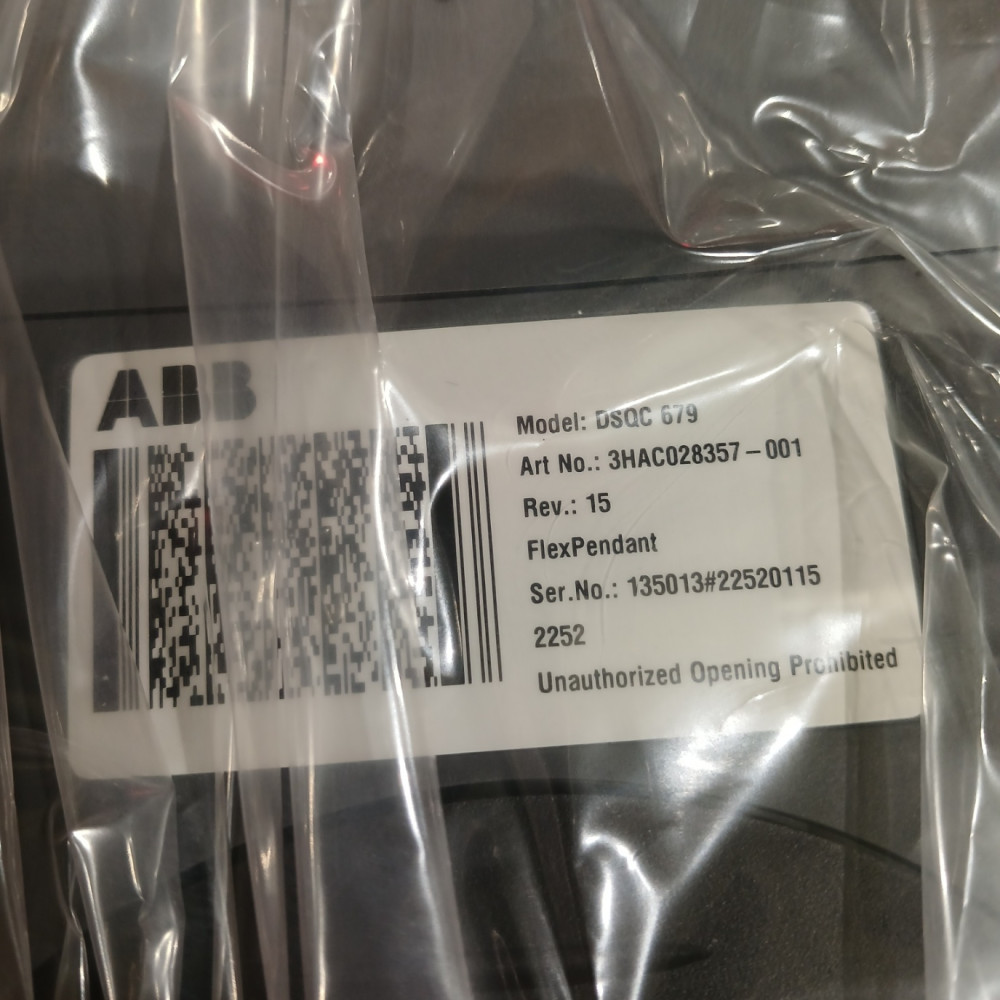 ABB
Model: DSQC 679
Art No.: 3HAC028357-001
Rev.: 15
FlexPendant
Ser.No.: 135013#22520115
2252
Unauthorized Opening Prohibited